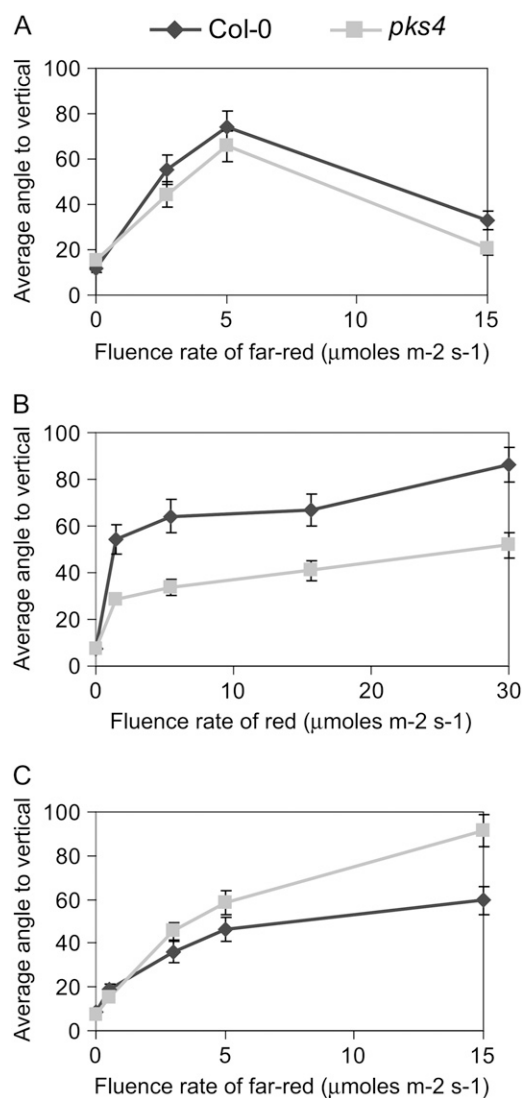 A
Col-0
pks4
Average angle to vertical
100
80
60
40
20
0
0
5
10
15
Fluence rate of far-red (μmoles m-2 s-1)
B
Average angle to vertical
100
80
60
40
20
0
0
10
20
30
Fluence rate of red (μmoles m-2 s-1)
C
Average angle to vertical
100
80
60
40
20
0
0
5
10
15
Fluence rate of far-red (μmoles m-2 s-1)